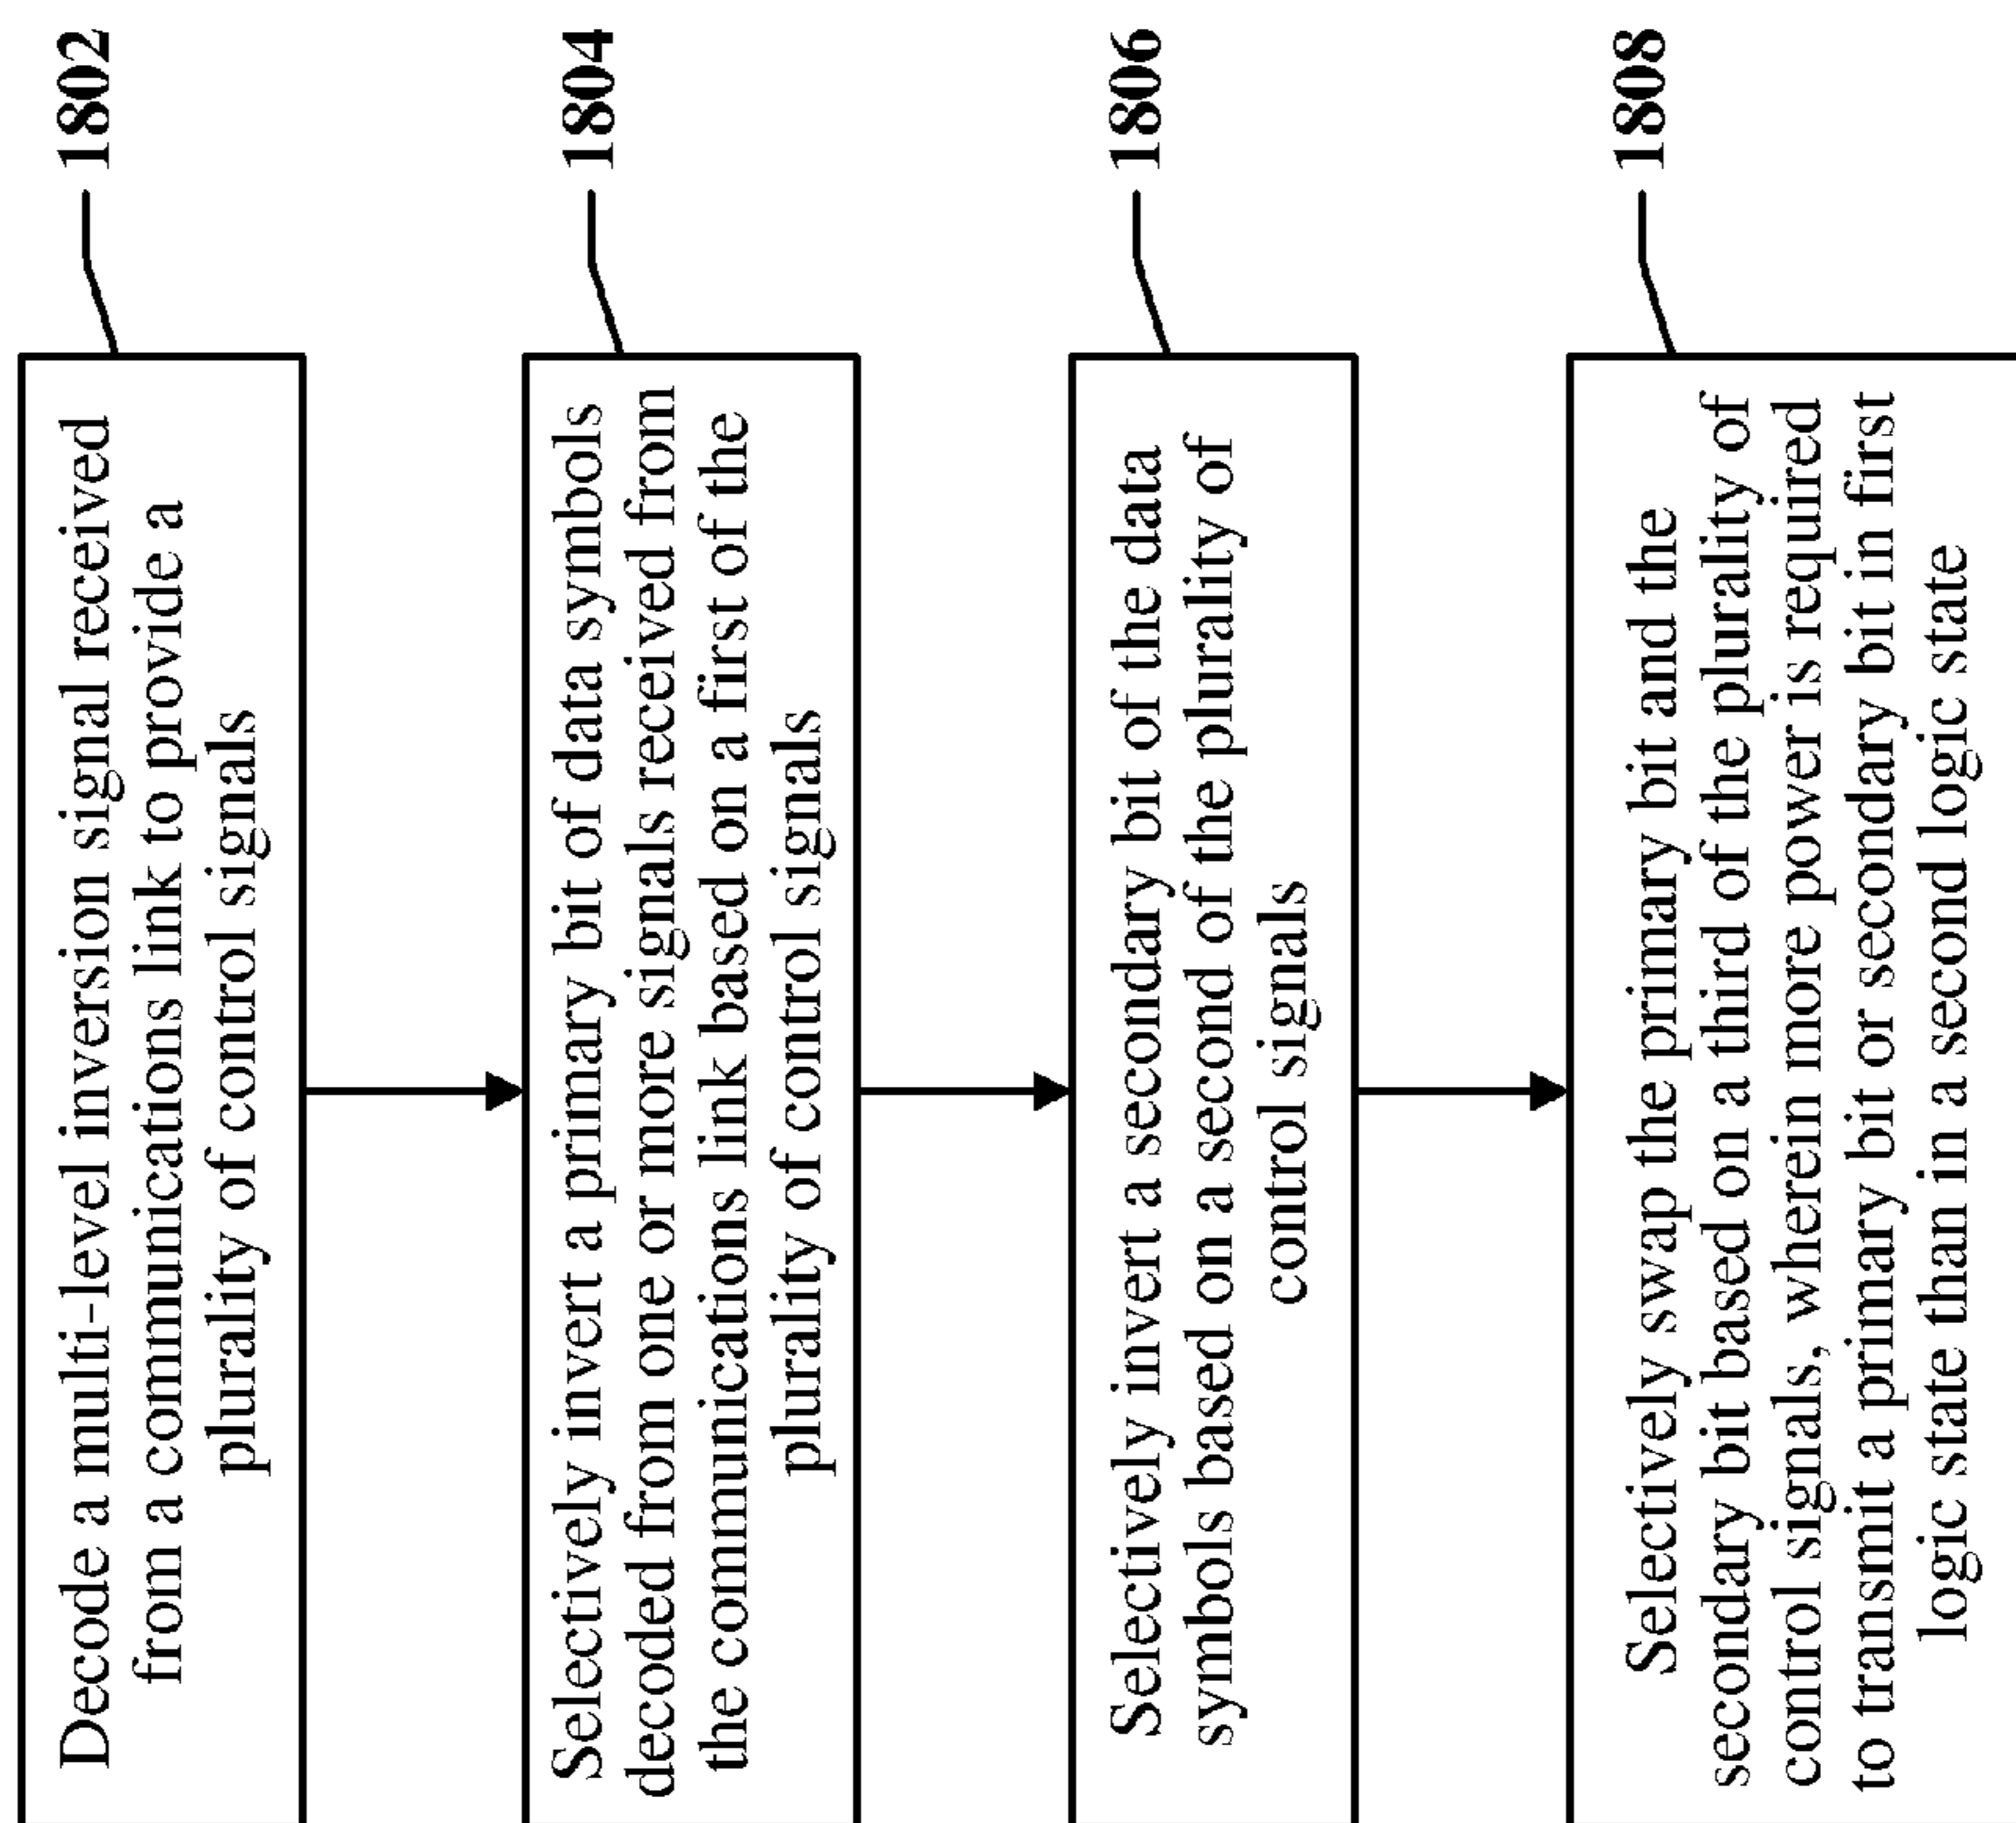 Decode a multi-level inversion signal received
from a communications link to provide a
plurality of control signals
1802
Selectively invert a primary bit of data symbols
decoded from one or more signals received from
the communications link based on a first of the
plurality of control signals
1804
Selectively invert a secondary bit of the data
symbols based on a second of the plurality of
control signals
1806
Selectively swap the primary bit and the
secondary bit based on a third of the plurality of
control signals, wherein more power is required
to transmit a primary bit or secondary bit in first
logic state than in a second logic state
1808